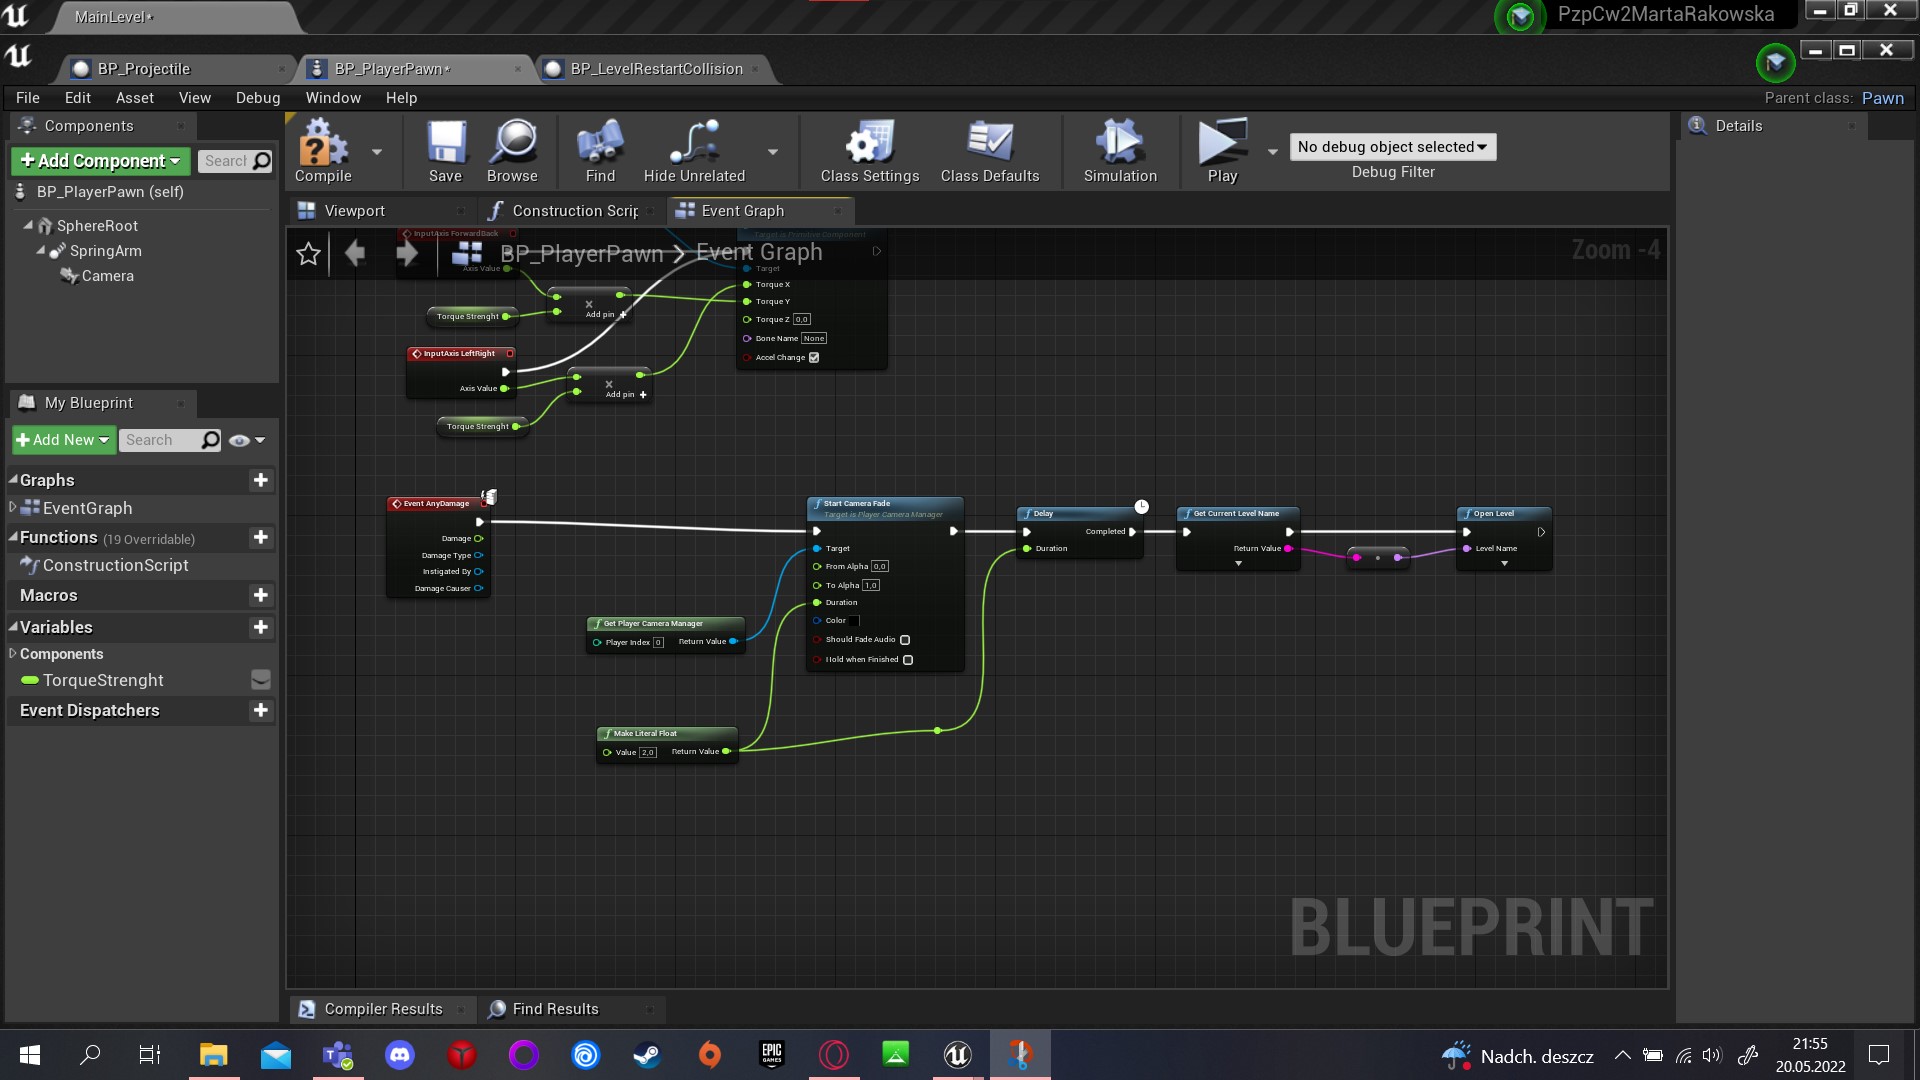 MainLevel*
PzpCw2MartaRakowska
BP_Projectile
BP_PlayerPawn*
BP_LevelRestartCollision
File Edit Asset View Debug Window Help
Parent class: Pawn
Components
+Add Component
Search
BP_PlayerPawn (self)
SphereRoot
SpringArm
Camera
My Blueprint
+Add New
Search
Graphs
EventGraph
Functions (19 Overridable)
ConstructionScript
Macros
Variables
Components
TorqueStrenght
Event Dispatchers
Compile
Save
Browse
Find
Hide Unrelated
Class Settings
Class Defaults
Simulation
Play
No debug object selected
Debug Filter
Details
Viewport
Construction Scrip
Event Graph
BP_PlayerPawn > Event Graph
Zoom -4
InputAxis ForwardBack
Axis Value
Torque Strenght
Add pin +
Target is Primitive Component
Target
Torque X
Torque Y
Torque Z 0,0
Bone Name None
Accel Change
InputAxis LeftRight
Axis Value
Torque Strenght
Add pin +
Event AnyDamage
Damage
Damage Type
Instigated By
Damage Causer
Get Player Camera Manager
Player Index 0 Return Value
Make Literal Float
Value 2,0 Return Value
Start Camera Fade
Target is Player Camera Manager
Target
From Alpha 0,0
To Alpha 1,0
Duration
Color
Should Fade Audio
Hold when Finished
Delay
Completed
Duration
Get Current Level Name
Return Value
Open Level
Level Name
BLUEPRINT
Compiler Results
Find Results
EPIC GAMES
Nadch. deszcz
21:55
20.05.2022